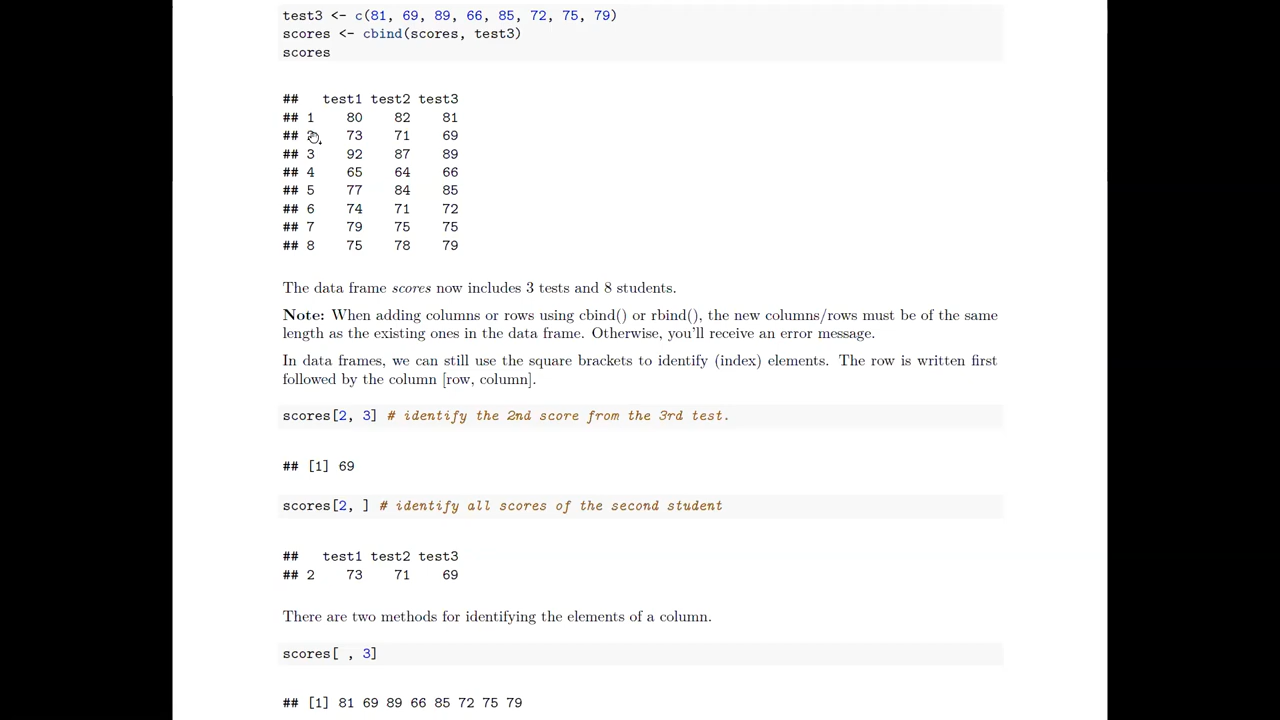 test3 <- c(81, 69, 89, 66, 85, 72, 75, 79)
scores <- cbind(scores, test3)
scores
## test1 test2 test3
## 1 80 82 81
## 2 73 71 69
## 3 92 87 89
## 4 65 64 66
## 5 77 84 85
## 6 74 71 72
## 7 79 75 75
## 8 75 78 79
The data frame scores now includes 3 tests and 8 students.
Note: When adding columns or rows using cbind() or rbind(), the new columns/rows must be of the same
length as the existing ones in the data frame. Otherwise, you'll receive an error message.
In data frames, we can still use the square brackets to identify (index) elements. The row is written first
followed by the column [row, column].
scores[2, 3] # identify the 2nd score from the 3rd test.
## [1] 69
scores[2, ] # identify all scores of the second student
## test1 test2 test3
## 2 73 71 69
There are two methods for identifying the elements of a column.
scores[ , 3]
## [1] 81 69 89 66 85 72 75 79